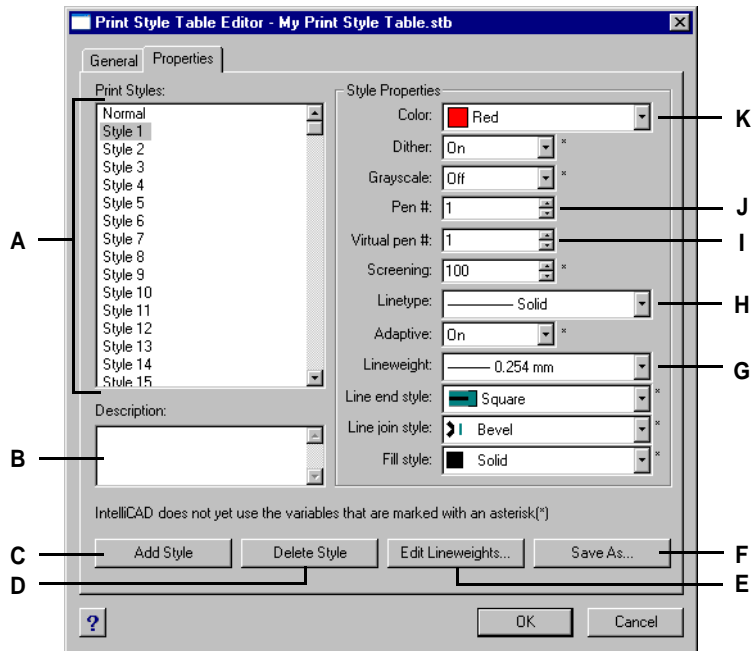 Print Style Table Editor - My Print Style Table.stb
General Properties
Print Styles:
Normal
Style 1
Style 2
Style 3
Style 4
Style 5
Style 6
Style 7
Style 8
Style 9
Style 10
Style 11
Style 12
Style 13
Style 14
Style 15
Description:
Style Properties
Color: Red
Dither: On *
Grayscale: Off *
Pen #: 1
Virtual pen #: 1
Screening: 100 *
Linetype: Solid
Adaptive: On *
Lineweight: 0.254 mm
Line end style: Square *
Line join style: Bevel *
Fill style: Solid *
IntelliCAD does not yet use the variables that are marked with an asterisk(*)
Add Style Delete Style Edit Lineweights... Save As...
? OK Cancel
A
B
C
D
E
F
G
H
I
J
K